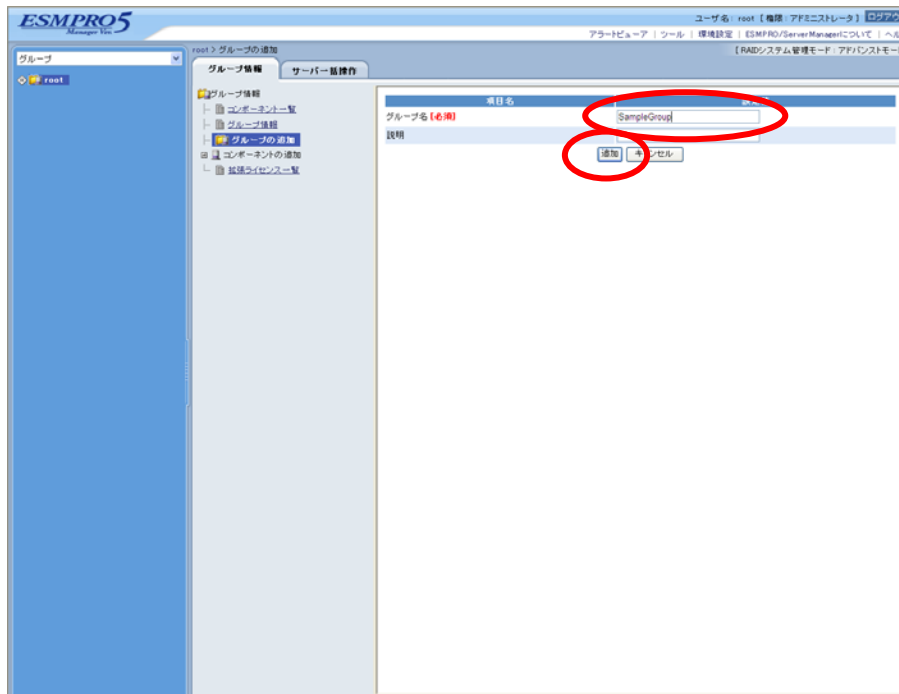 ESMPRO5
Manager Ver.
ユーザ名: root [ 権限:アドミニストレータ ]
アラートビューア | ツール | 環境設定 | ESMPRO/ServerManagerについて |
グループ
root
root > グループの追加
[ RAIDシステム管理モード:アドバンストモー
グループ情報
サーバー括操作
グループ情報
コンポーネント一覧
グループ情報
グループの追加
コンポーネントの追加
拡張ライセンス一覧
項目名
グループ名 [必須]
SampleGroup
説明
追加
キャンセル